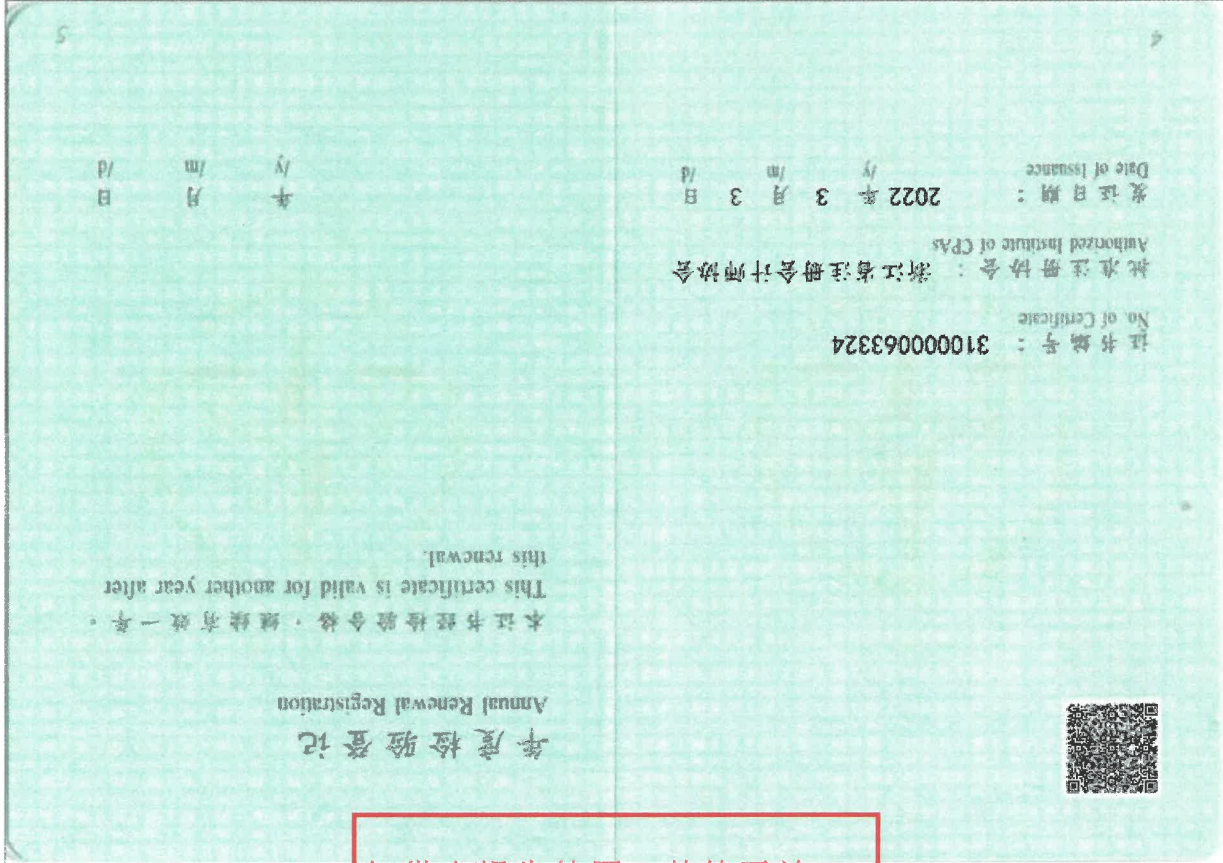 证书编号： 310000063324
No. of Certificate
批准注册协会： 浙江省注册会计师协会
Authorized Institute of CPAs
发证日期： 2022 年 3 月 3 日
Date of Issuance /y /m /d
4
年度检验登记
Annual Renewal Registration
本证书经检验合格，继续有效一年。
This certificate is valid for another year after
this renewal.
年 月 日
/y /m /d
5